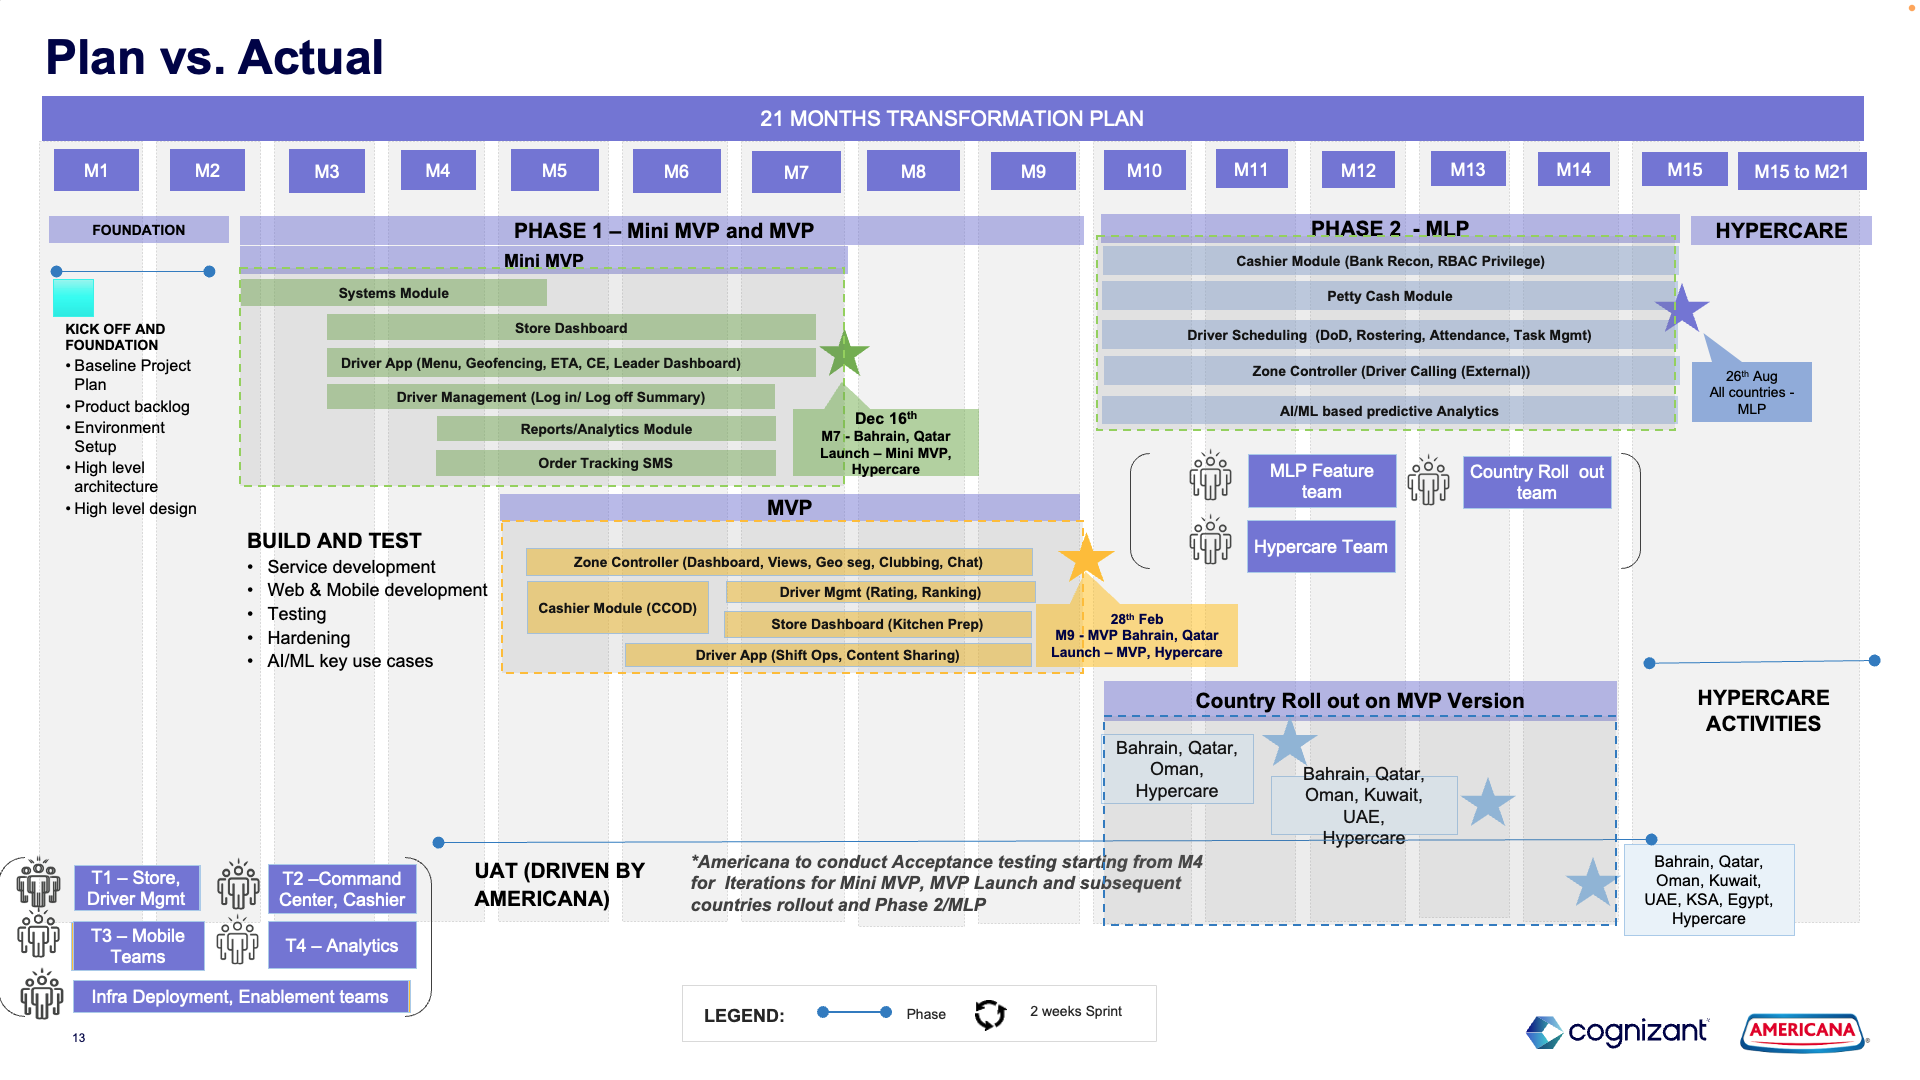 Plan vs. Actual
21 MONTHS TRANSFORMATION PLAN
M1
M2
M3
M4
M5
M6
M7
M8
M9
M10
M11
M12
M13
M14
M15
M15 to M21
FOUNDATION
PHASE 1 – Mini MVP and MVP
PHASE 2 - MLP
HYPERCARE
Mini MVP
Systems Module
Store Dashboard
Driver App (Menu, Geofencing, ETA, CE, Leader Dashboard)
Driver Management (Log in/ Log off Summary)
Reports/Analytics Module
Order Tracking SMS
Dec 16th
M7 - Bahrain, Qatar
Launch – Mini MVP,
Hypercare
Cashier Module (Bank Recon, RBAC Privilege)
Petty Cash Module
Driver Scheduling (DoD, Rostering, Attendance, Task Mgmt)
Zone Controller (Driver Calling (External))
AI/ML based predictive Analytics
26th Aug
All countries -
MLP
KICK OFF AND
FOUNDATION
• Baseline Project
Plan
• Product backlog
• Environment
Setup
• High level
architecture
• High level design
BUILD AND TEST
• Service development
• Web & Mobile development
• Testing
• Hardening
• AI/ML key use cases
MVP
Zone Controller (Dashboard, Views, Geo seg, Clubbing, Chat)
Cashier Module (CCOD)
Driver Mgmt (Rating, Ranking)
Store Dashboard (Kitchen Prep)
Driver App (Shift Ops, Content Sharing)
28th Feb
M9 - MVP Bahrain, Qatar
Launch – MVP, Hypercare
MLP Feature
team
Country Roll out
team
Hypercare Team
Country Roll out on MVP Version
Bahrain, Qatar,
Oman,
Hypercare
Bahrain, Qatar,
Oman, Kuwait,
UAE,
Hypercare
Bahrain, Qatar,
Oman, Kuwait,
UAE, KSA, Egypt,
Hypercare
HYPERCARE
ACTIVITIES
UAT (DRIVEN BY
AMERICANA)
*Americana to conduct Acceptance testing starting from M4
for Iterations for Mini MVP, MVP Launch and subsequent
countries rollout and Phase 2/MLP
T1 – Store,
Driver Mgmt
T2 –Command
Center, Cashier
T3 – Mobile
Teams
T4 – Analytics
Infra Deployment, Enablement teams
LEGEND:
Phase
2 weeks Sprint
13
cognizant
AMERICANA